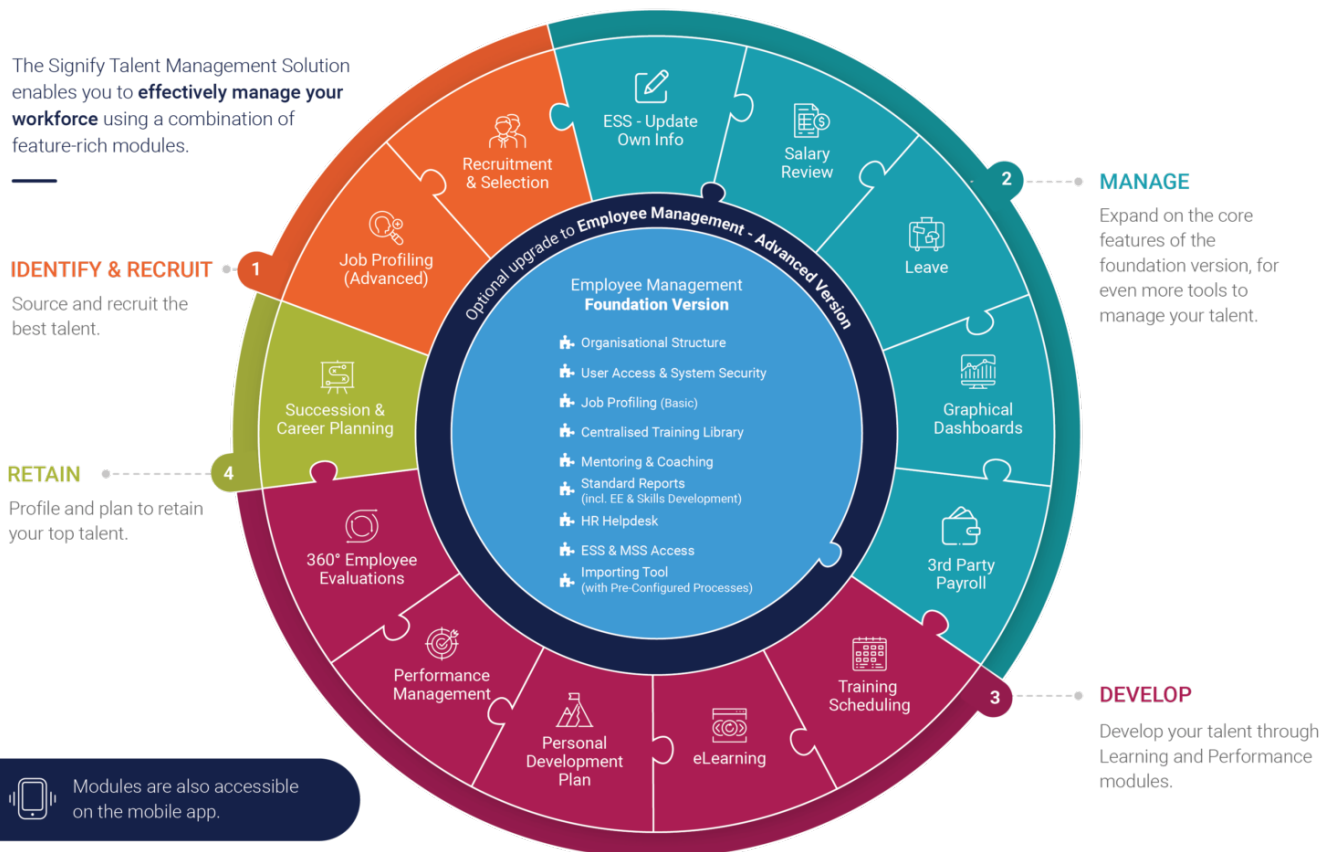 The Signify Talent Management Solution
enables you to effectively manage your
workforce using a combination of
feature-rich modules.
IDENTIFY & RECRUIT
1
Source and recruit the
best talent.
Job Profiling
(Advanced)
Recruitment
& Selection
2
MANAGE
Expand on the core
features of the
foundation version, for
even more tools to
manage your talent.
ESS - Update
Own Info
Salary
Review
Leave
Graphical
Dashboards
3rd Party
Payroll
3
DEVELOP
Develop your talent through
Learning and Performance
modules.
Training
Scheduling
eLearning
Personal
Development
Plan
Performance
Management
360° Employee
Evaluations
RETAIN
4
Profile and plan to retain
your top talent.
Succession &
Career Planning
Optional upgrade to Employee Management - Advanced Version
Employee Management
Foundation Version
Organisational Structure
User Access & System Security
Job Profiling (Basic)
Centralised Training Library
Mentoring & Coaching
Standard Reports
(incl. EE & Skills Development)
HR Helpdesk
ESS & MSS Access
Importing Tool
(with Pre-Configured Processes)
Modules are also accessible
on the mobile app.